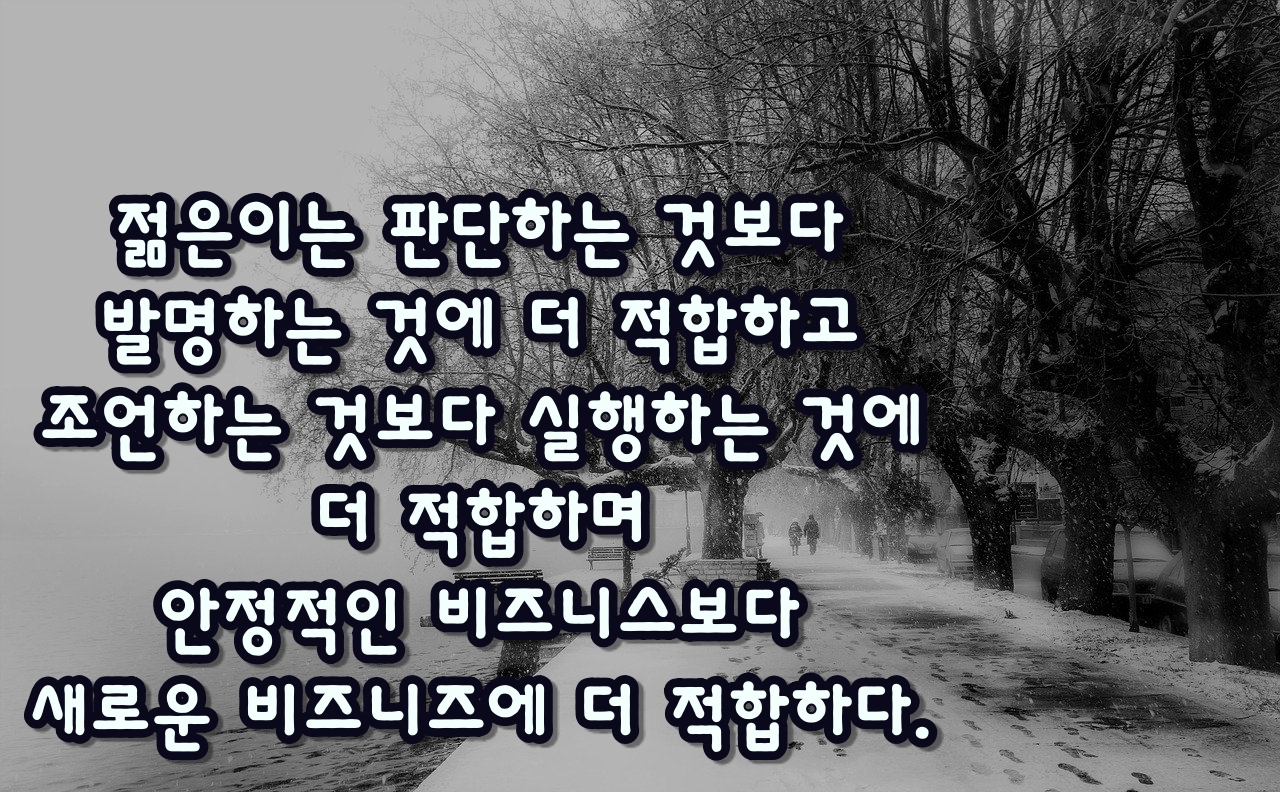 젊은이는 판단하는 것보다
발명하는 것에 더 적합하고
조언하는 것보다 실행하는 것에
더 적합하며
안정적인 비즈니스보다
새로운 비즈니즈에 더 적합하다.